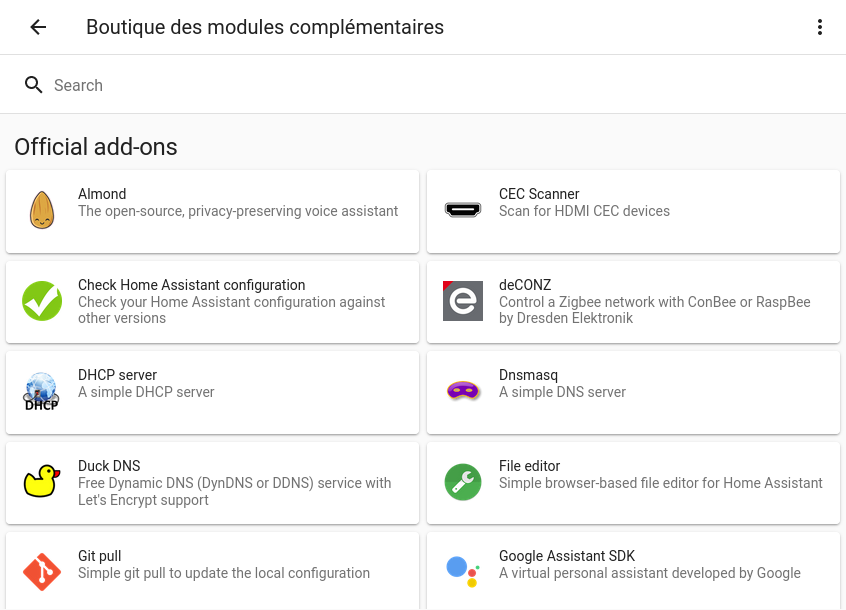 Boutique des modules complémentaires
Search
Official add-ons
Almond
The open-source, privacy-preserving voice assistant
CEC Scanner
Scan for HDMI CEC devices
Check Home Assistant configuration
Check your Home Assistant configuration against
other versions
deCONZ
Control a Zigbee network with ConBee or RaspBee
by Dresden Elektronik
DHCP
DHCP server
A simple DHCP server
Dnsmasq
A simple DNS server
Duck DNS
Free Dynamic DNS (DynDNS or DDNS) service with
Let's Encrypt support
File editor
Simple browser-based file editor for Home Assistant
Git pull
Simple git pull to update the local configuration
Google Assistant SDK
A virtual personal assistant developed by Google